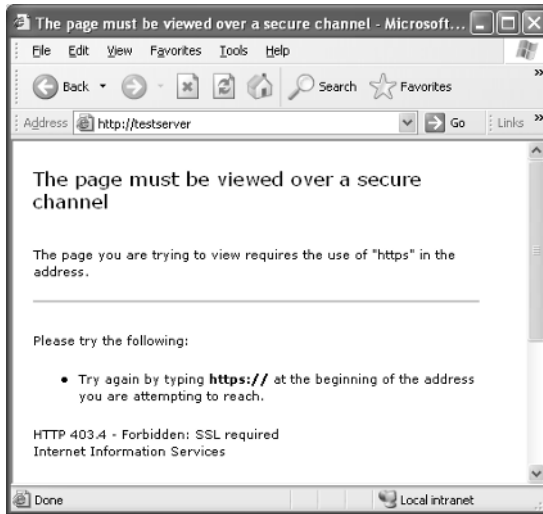 The page must be viewed over a secure channel - Microsoft...
File Edit View Favorites Tools Help
Back Search Favorites
Address http://testserver Go Links
The page must be viewed over a secure
channel
The page you are trying to view requires the use of "https" in the
address.
Please try the following:
• Try again by typing https:// at the beginning of the address
you are attempting to reach.
HTTP 403.4 - Forbidden: SSL required
Internet Information Services
Done Local intranet